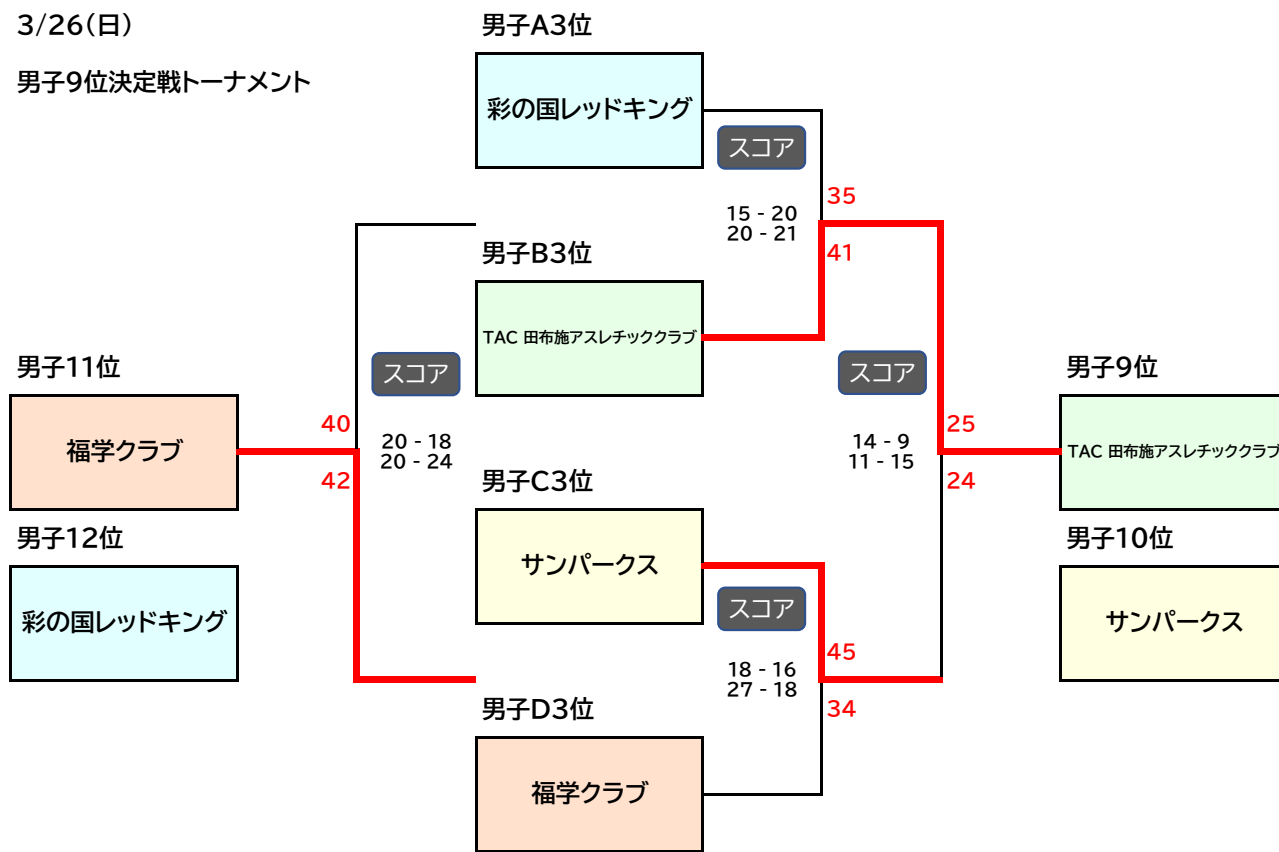 3/26(日)
男子9位決定戦トーナメント
男子A3位
彩の国レッドキング
スコア
15 - 20
20 - 21
35
41
男子B3位
TAC 田布施アスレチッククラブ
男子11位
福学クラブ
男子12位
彩の国レッドキング
スコア
20 - 18
20 - 24
40
42
スコア
14 - 9
11 - 15
25
24
男子9位
TAC 田布施アスレチッククラブ
男子10位
サンパークス
男子C3位
サンパークス
スコア
18 - 16
27 - 18
45
34
男子D3位
福学クラブ